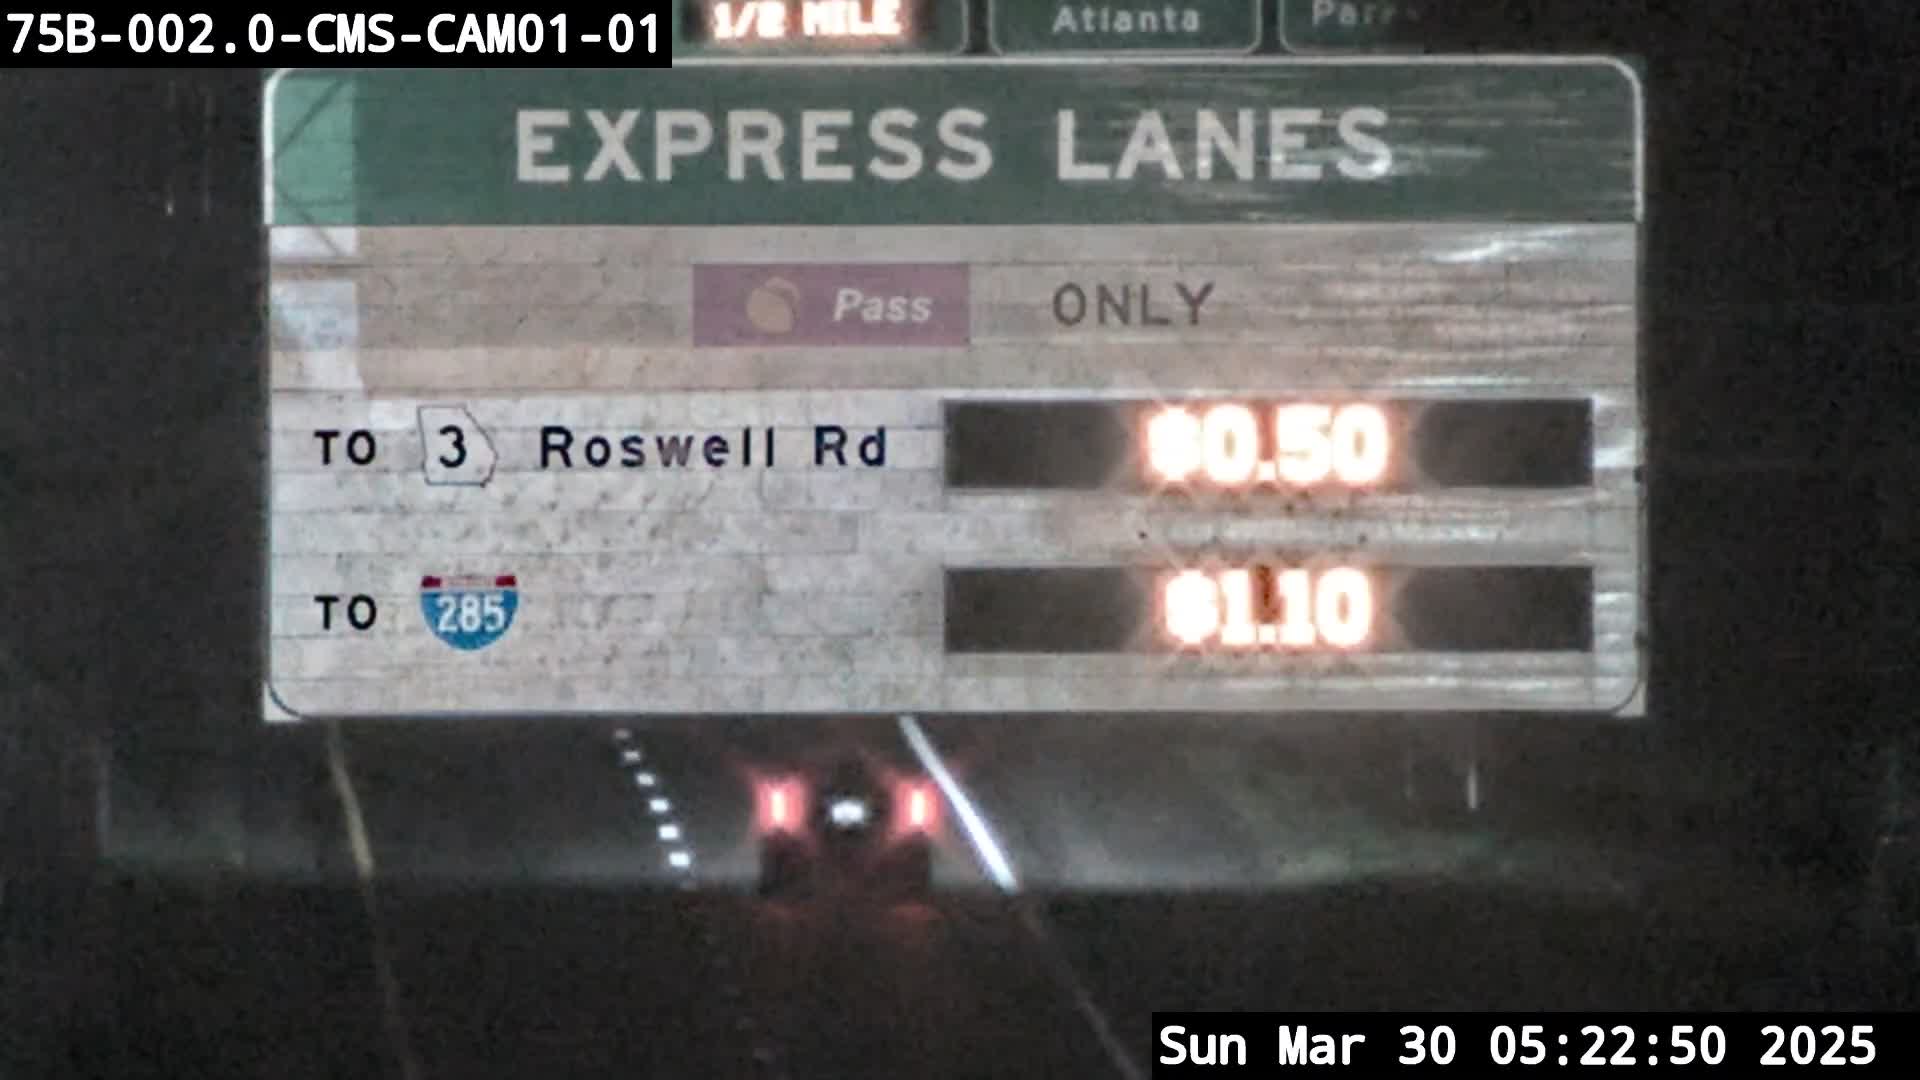 75B-002.0-CMS-CAM01-01
1/2 MILE
Atlanta
EXPRESS LANES
Pass ONLY
TO 3 Roswell Rd $0.50
TO 285 $1.10
Sun Mar 30 05:22:50 2025